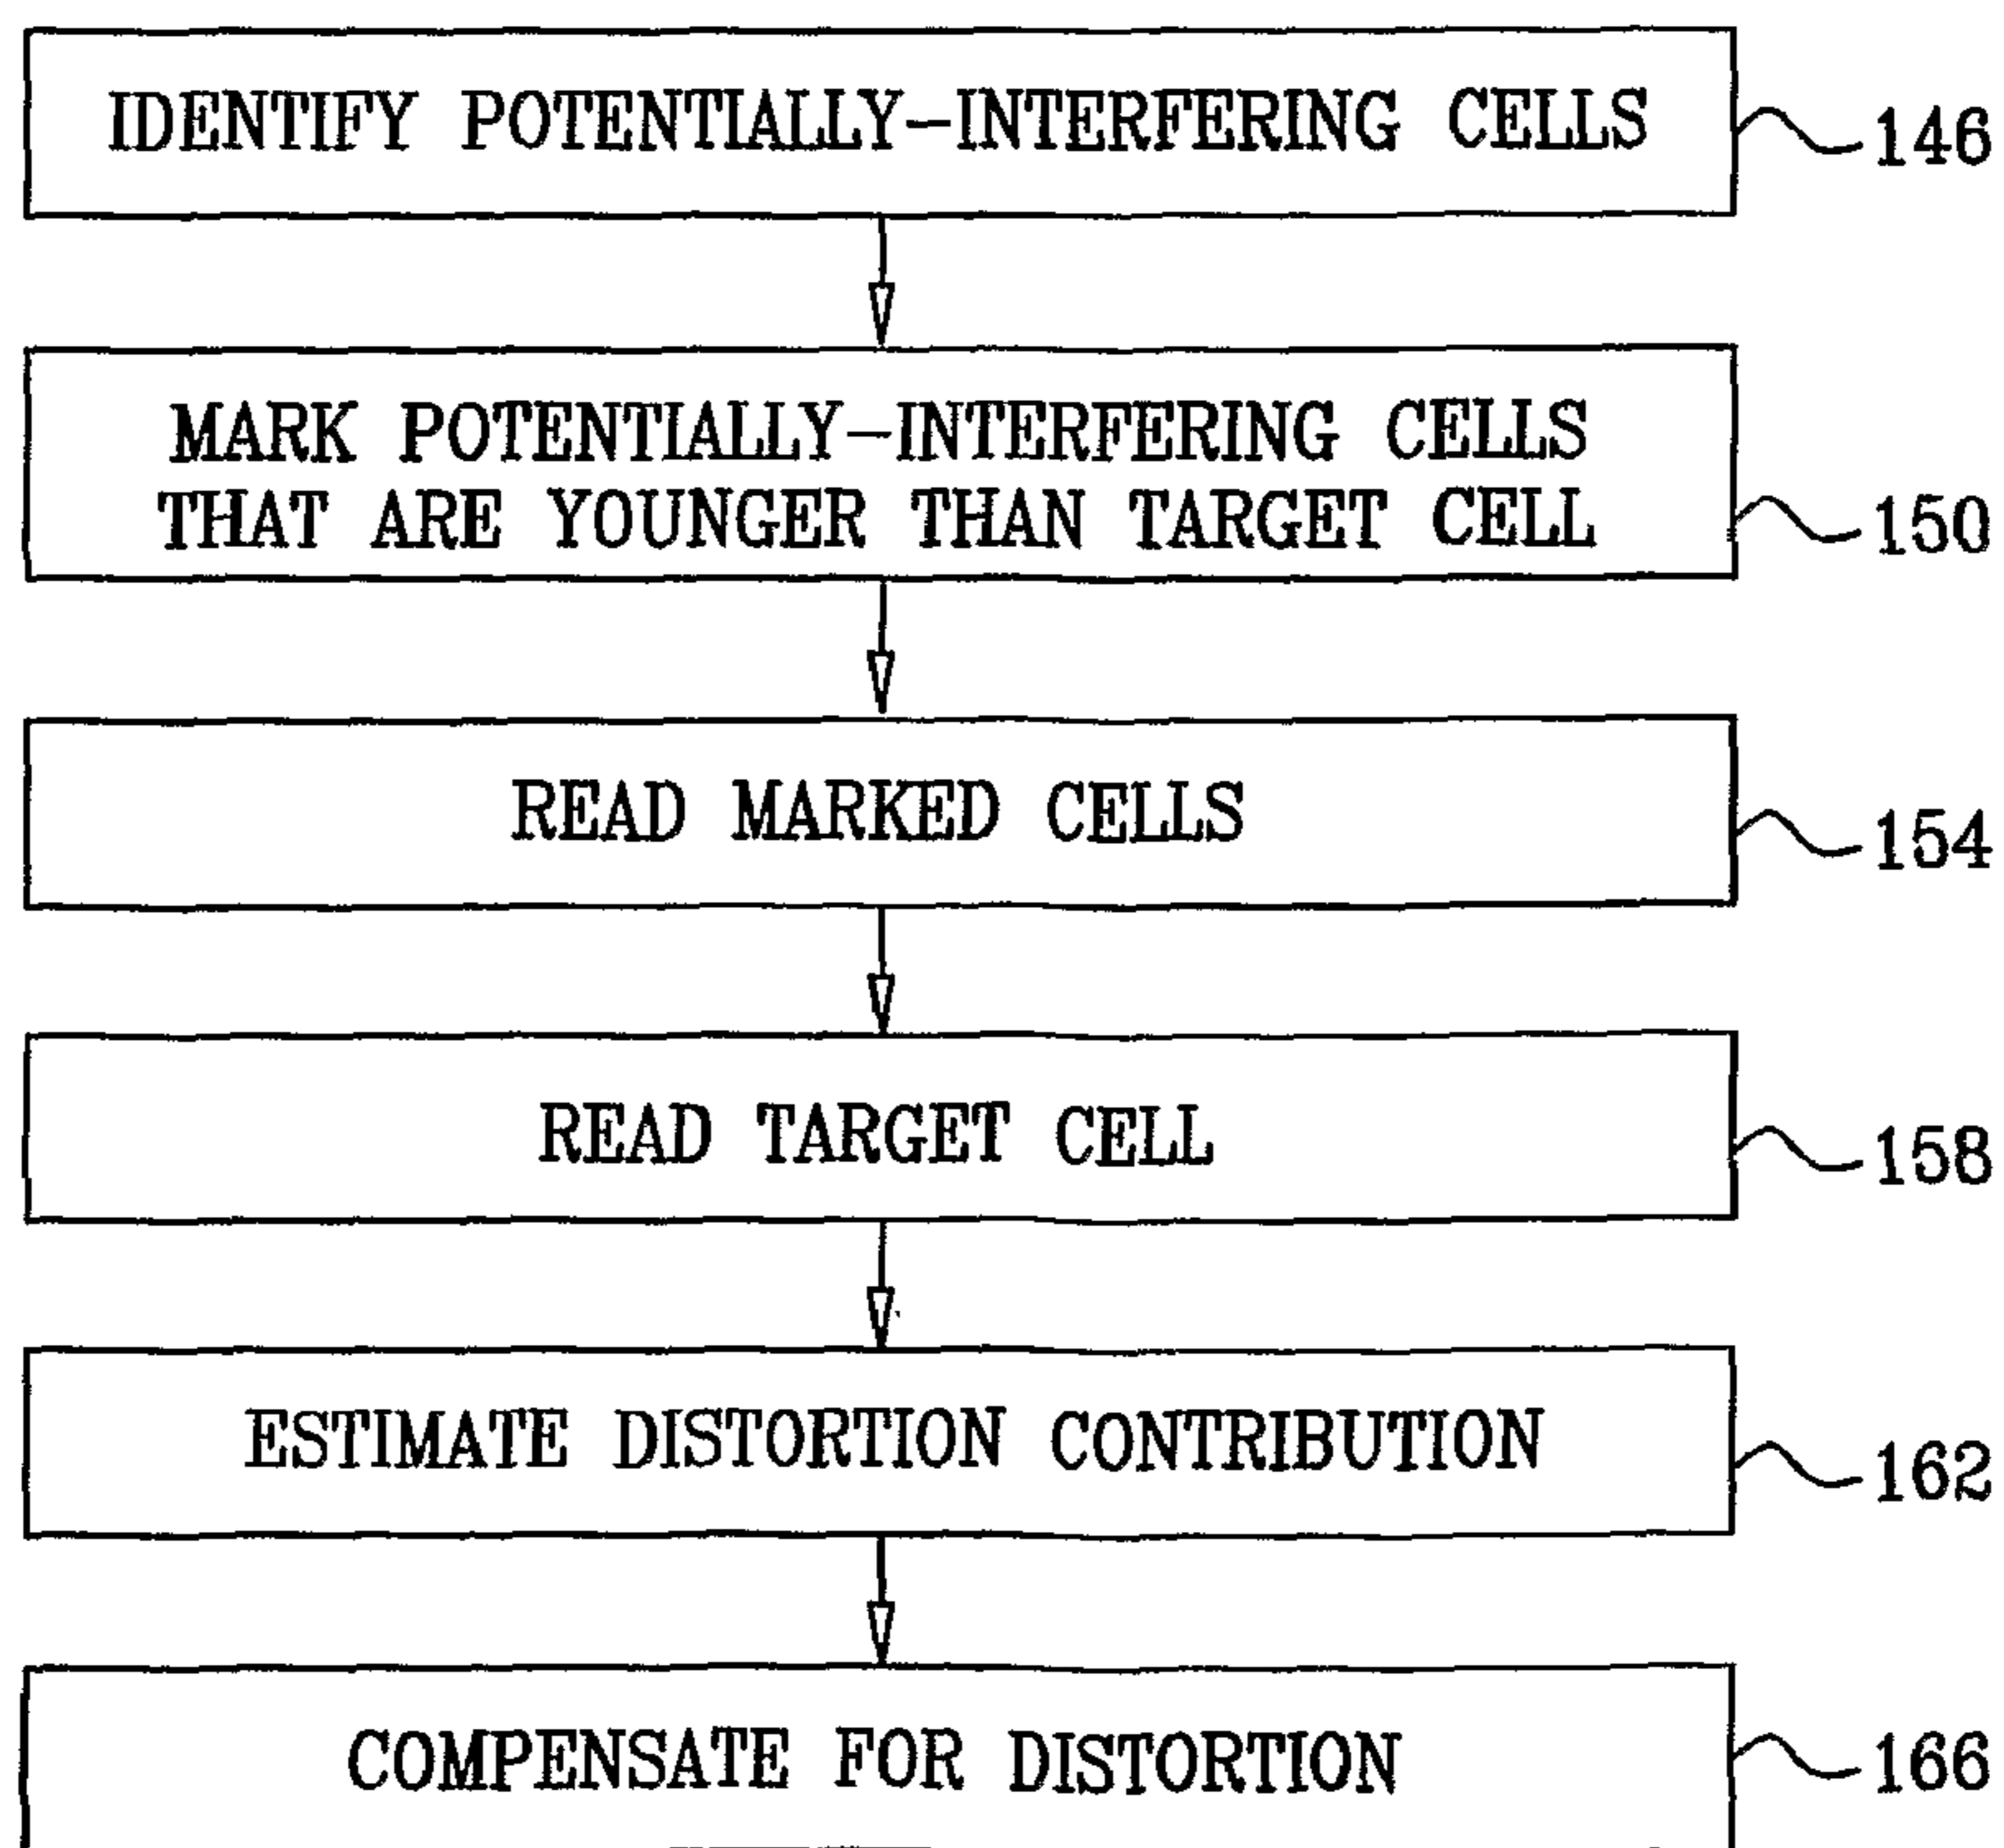 IDENTIFY POTENTIALLY-INTERFERING CELLS
146
MARK POTENTIALLY-INTERFERING CELLS
THAT ARE YOUNGER THAN TARGET CELL
150
READ MARKED CELLS
154
READ TARGET CELL
158
ESTIMATE DISTORTION CONTRIBUTION
162
COMPENSATE FOR DISTORTION
166